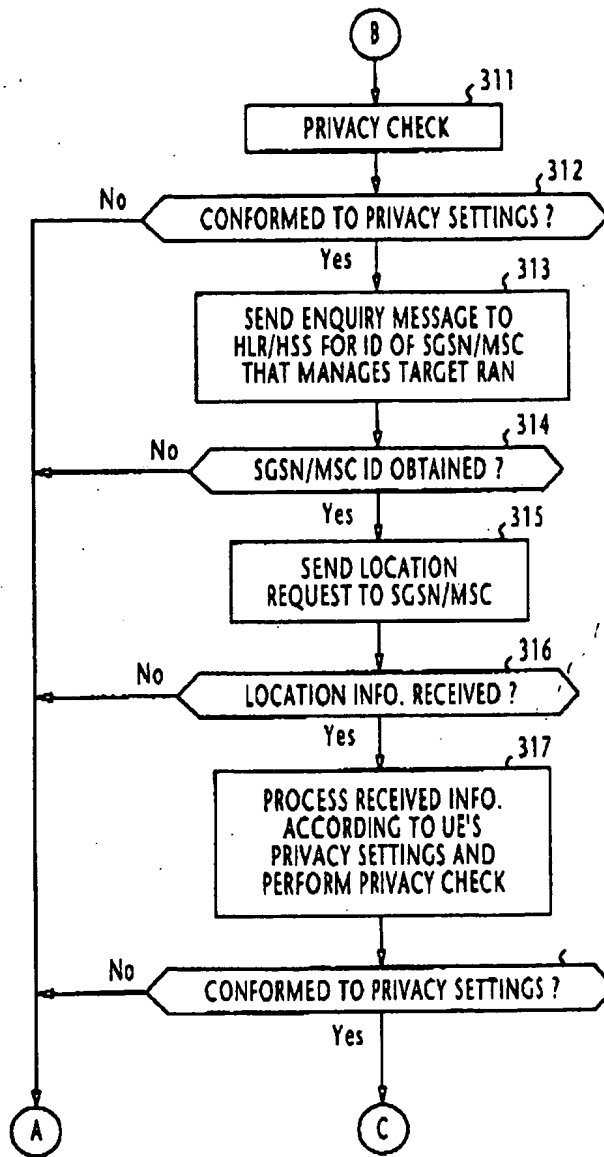 B
311
PRIVACY CHECK
312
No
CONFORMED TO PRIVACY SETTINGS ?
Yes
313
SEND ENQUIRY MESSAGE TO
HLR/HSS FOR ID OF SGSN/MSC
THAT MANAGES TARGET RAN
314
No
SGSN/MSC ID OBTAINED ?
Yes
315
SEND LOCATION
REQUEST TO SGSN/MSC
316
No
LOCATION INFO. RECEIVED ?
Yes
317
PROCESS RECEIVED INFO.
ACCORDING TO UE'S
PRIVACY SETTINGS AND
PERFORM PRIVACY CHECK
No
CONFORMED TO PRIVACY SETTINGS ?
Yes
A
C